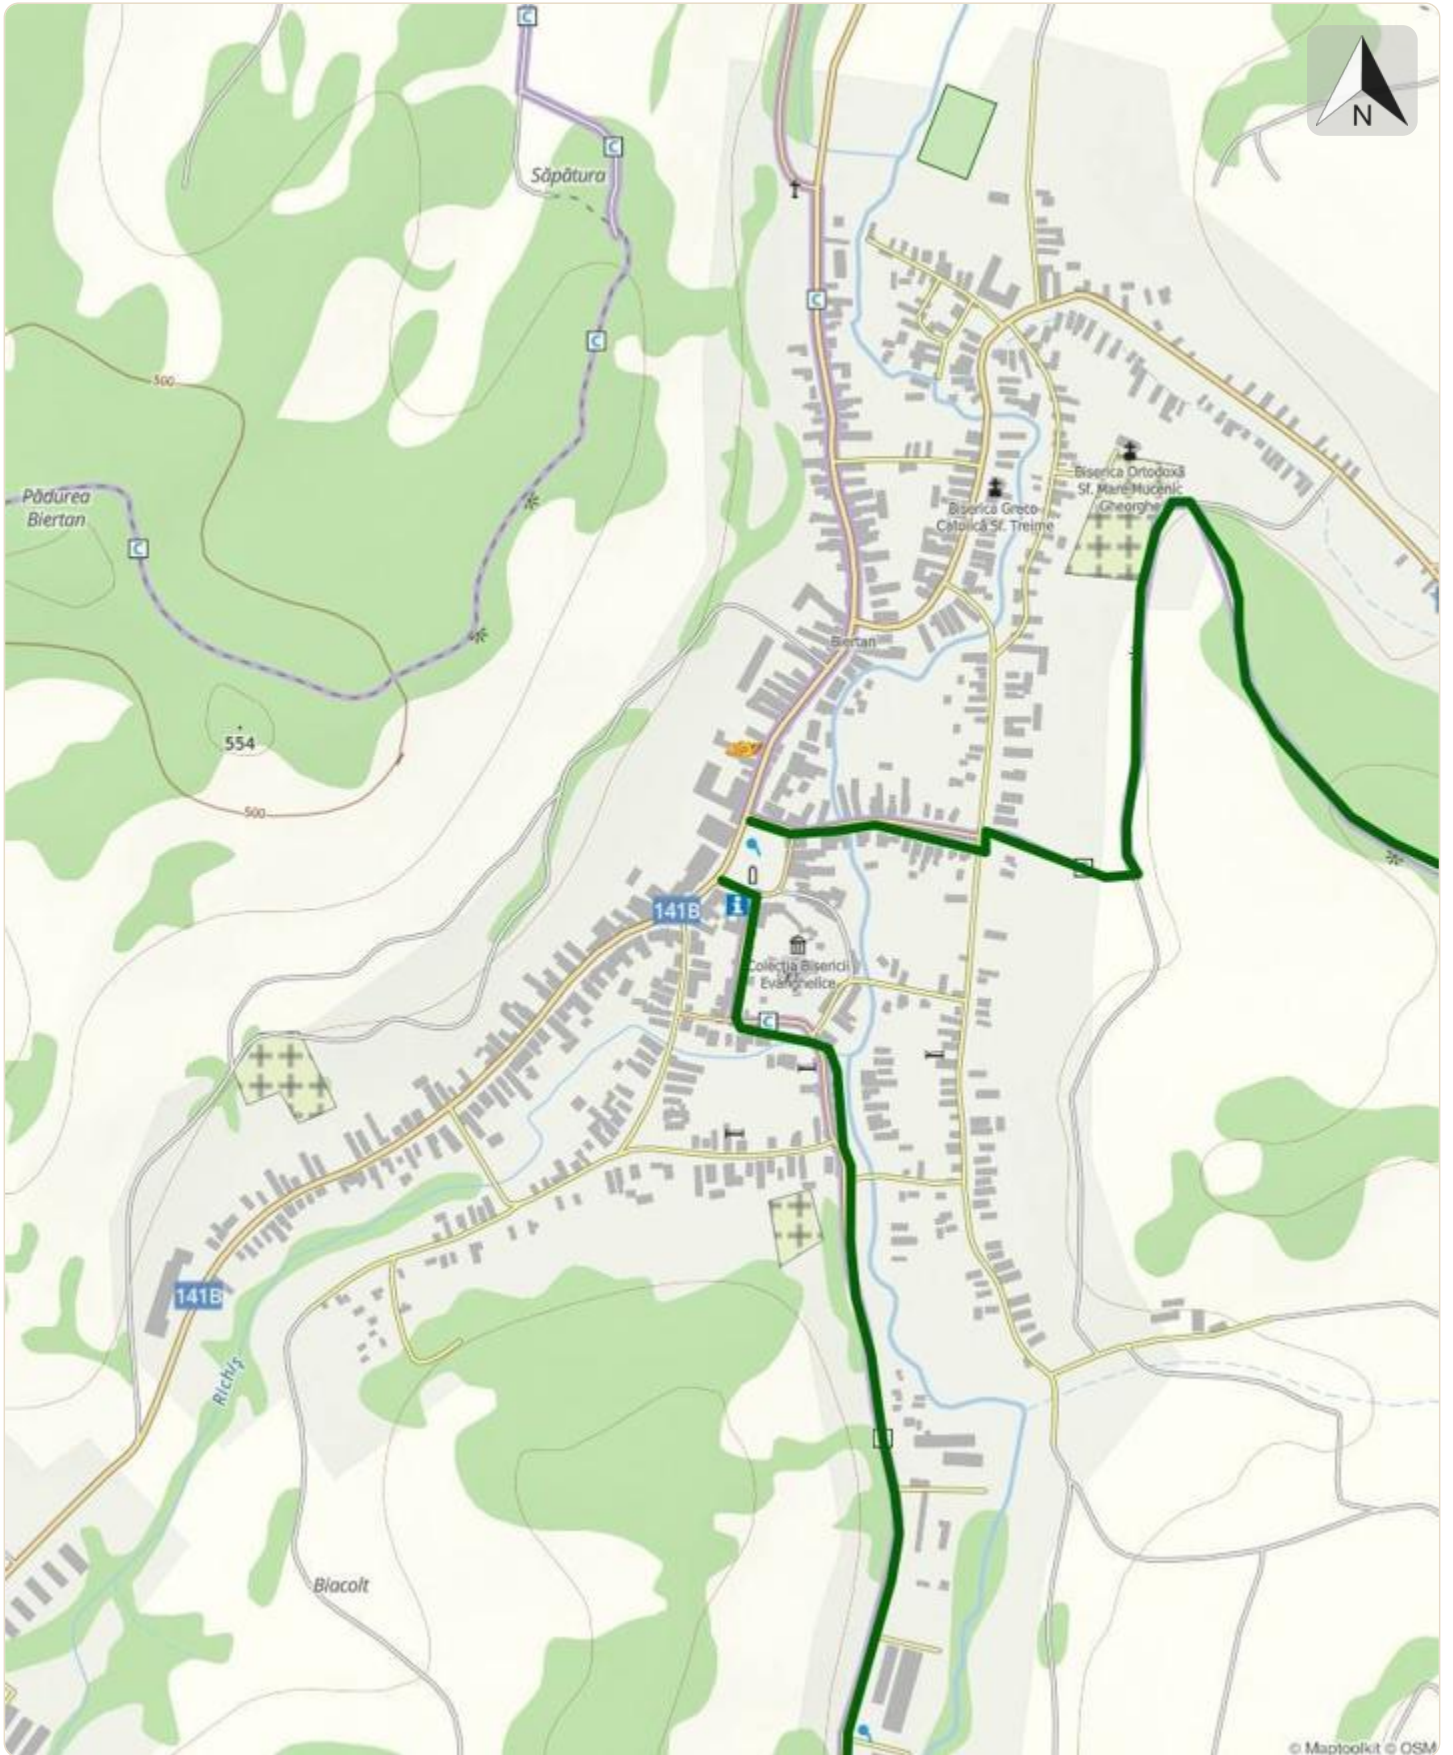 C
N
C
Săpătura
C
C
500
Biserica Ortodoxă
Sf. Mare Mucenic
Gheorghe
Pădurea
Biertan
Biserica Greco
Catolică Sf. Treime
C
Biertan
554
500
141B
i
Colecția Bisericii
Evanghelice
C
141B
Richiș
Biacolt
© Maptoolkit © OSM